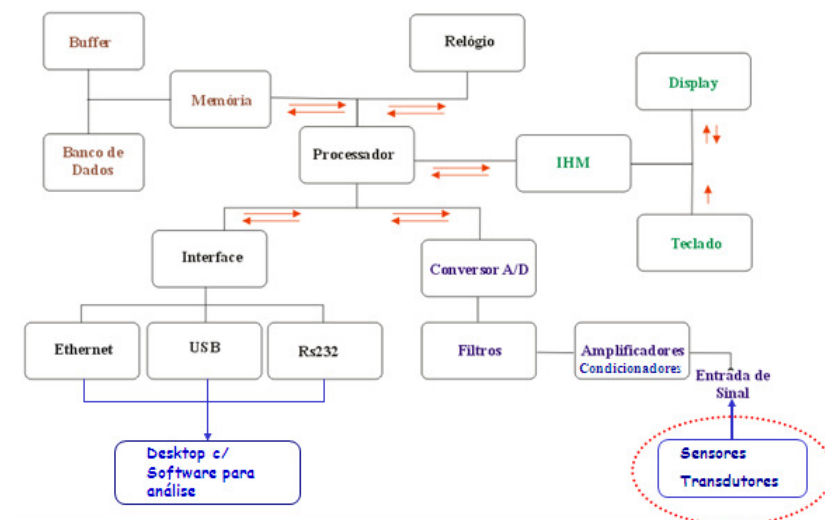 Buffer
Relógio
Display
Memória
Banco de
Dados
Processador
IHM
Teclado
Interface
Conversor A/D
Ethernet
USB
Rs232
Filtros
Amplificadores
Condicionadores
Entrada de
Sinal
Desktop c/
Software para
análise
Sensores
Transdutores